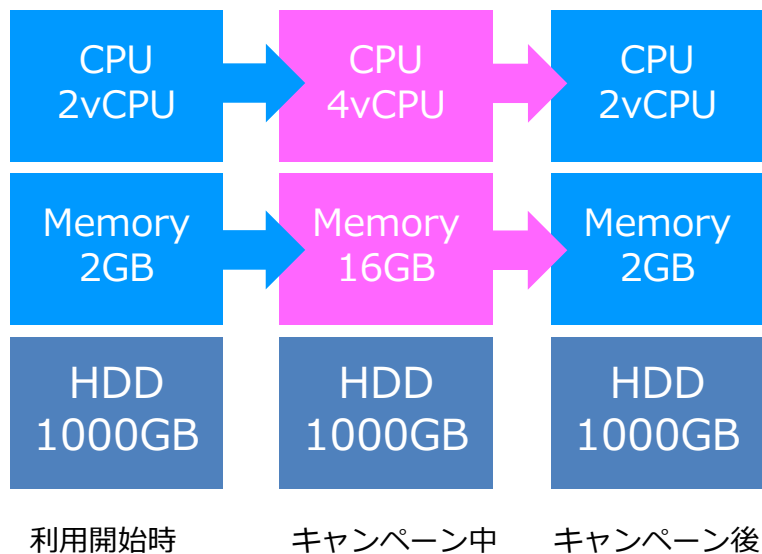 CPU
2vCPU
CPU
4vCPU
CPU
2vCPU
Memory
2GB
Memory
16GB
Memory
2GB
HDD
1000GB
HDD
1000GB
HDD
1000GB
利用開始時
キャンペーン中
キャンペーン後